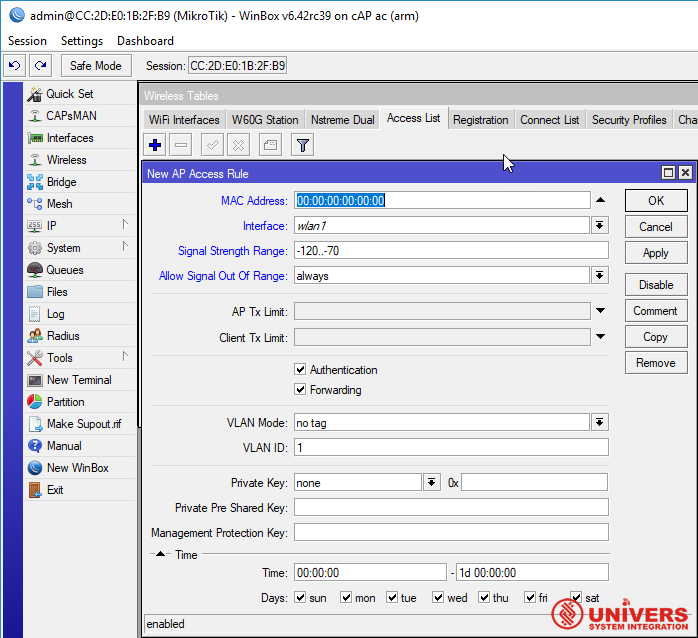 admin@CC:2D:E0:1B:2F:B9 (MikroTik) - WinBox v6.42rc39 on cAP ac (arm)
Session Settings Dashboard
Safe Mode Session: CC:2D:E0:1B:2F:B9
Quick Set
CAPsMAN
Interfaces
Wireless
Bridge
Mesh
IP
System
Queues
Files
Log
Radius
Tools
New Terminal
Partition
Make Supout.rif
Manual
New WinBox
Exit
Wireless Tables
WiFi Interfaces W60G Station Nstreme Dual Access List Registration Connect List Security Profiles Cha
New AP Access Rule
MAC Address: 00:00:00:00:00:00
Interface: wlan1
Signal Strength Range: -120..-70
Allow Signal Out Of Range: always
AP Tx Limit:
Client Tx Limit:
Authentication
Forwarding
VLAN Mode: no tag
VLAN ID: 1
Private Key: none 0x
Private Pre Shared Key:
Management Protection Key:
Time
Time: 00:00:00 - 1d 00:00:00
Days: sun mon tue wed thu fri sat
enabled
OK
Cancel
Apply
Disable
Comment
Copy
Remove
UNIVERS
SYSTEM INTEGRATION